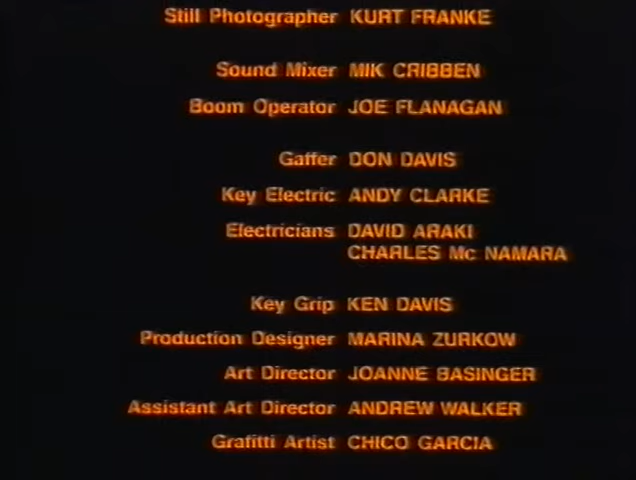 Still Photographer KURT FRANKE
Sound Mixer MIK CRIBBEN
Boom Operator JOE FLANAGAN
Gaffer DON DAVIS
Key Electric ANDY CLARKE
Electricians DAVID ARAKI
CHARLES Mc NAMARA
Key Grip KEN DAVIS
Production Designer MARINA ZURKOW
Art Director JOANNE BASINGER
Assistant Art Director ANDREW WALKER
Grafitti Artist CHICO GARCIA